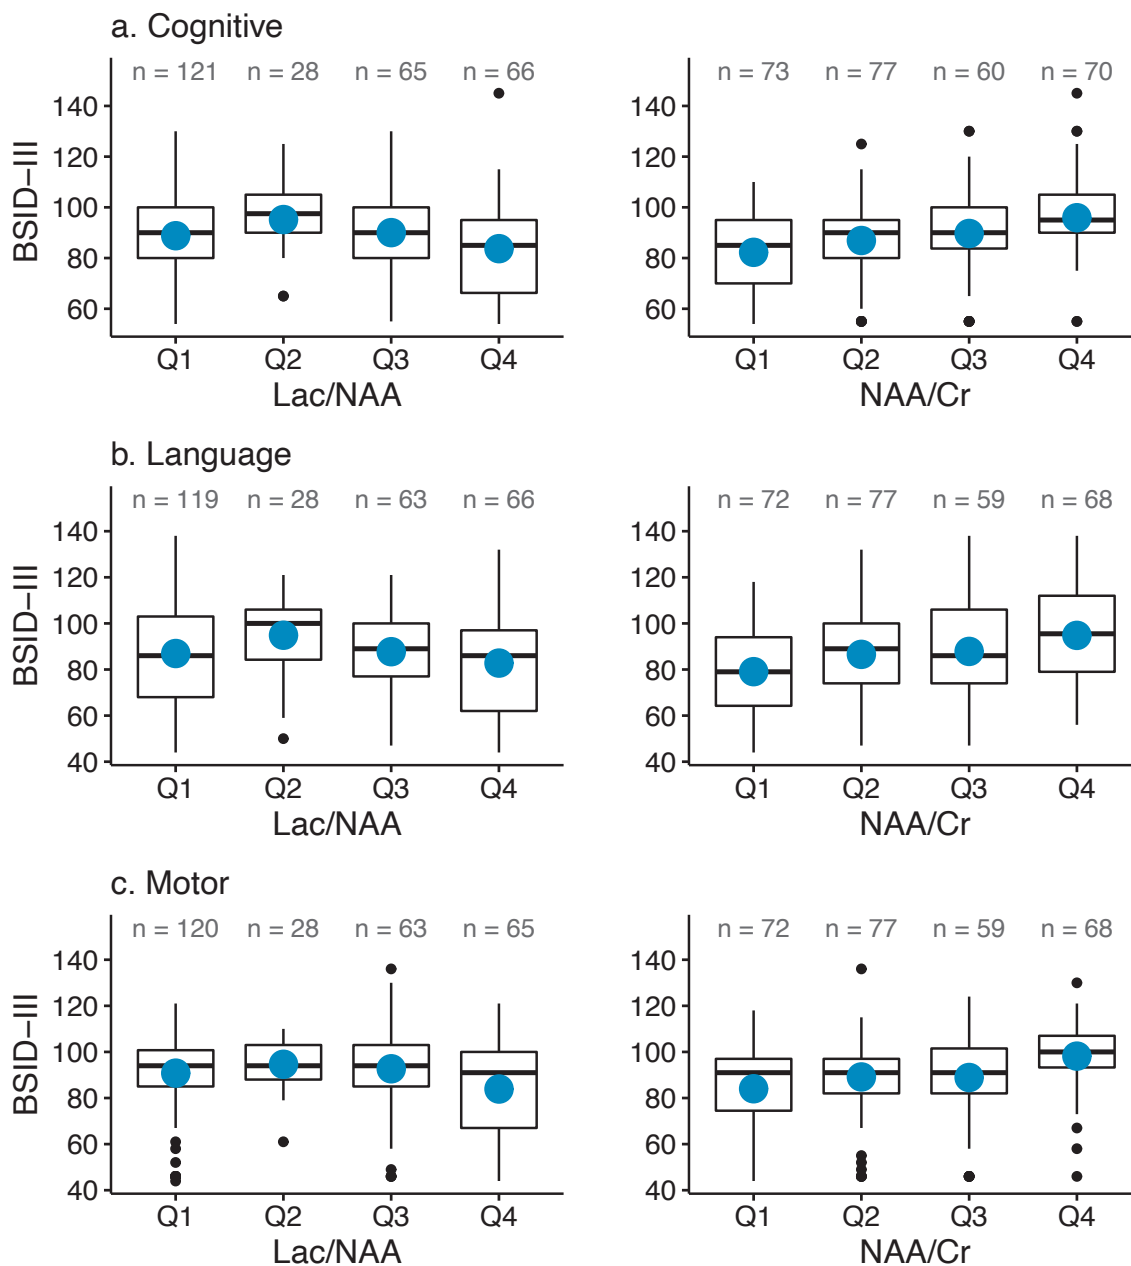 a. Cognitive
n = 121 n = 28 n = 65 n = 66
n = 73 n = 77 n = 60 n = 70
BSID−III
140
120
100
80
60
140
120
100
80
60
Q1 Q2 Q3 Q4
Q1 Q2 Q3 Q4
Lac/NAA
NAA/Cr
b. Language
n = 119 n = 28 n = 63 n = 66
n = 72 n = 77 n = 59 n = 68
BSID−III
140
120
100
80
60
40
140
120
100
80
60
40
Q1 Q2 Q3 Q4
Q1 Q2 Q3 Q4
Lac/NAA
NAA/Cr
c. Motor
n = 120 n = 28 n = 63 n = 65
n = 72 n = 77 n = 59 n = 68
BSID−III
140
120
100
80
60
40
140
120
100
80
60
40
Q1 Q2 Q3 Q4
Q1 Q2 Q3 Q4
Lac/NAA
NAA/Cr